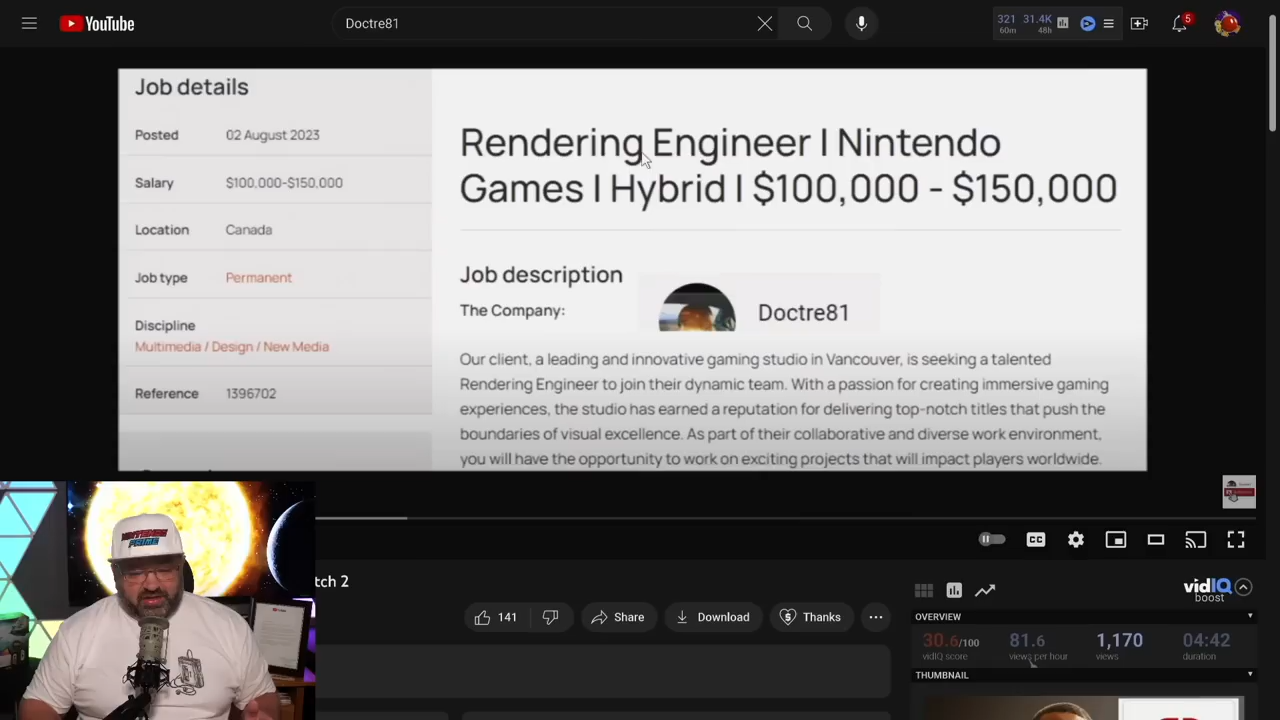 YouTube
Doctre81
321 31.4K
60m 48h
5
Job details
Posted 02 August 2023
Salary $100,000-$150,000
Location Canada
Job type Permanent
Discipline
Multimedia / Design / New Media
Reference 1396702
Rendering Engineer | Nintendo
Games | Hybrid | $100,000 - $150,000
Job description
The Company:
Doctre81
Our client, a leading and innovative gaming studio in Vancouver, is seeking a talented
Rendering Engineer to join their dynamic team. With a passion for creating immersive gaming
experiences, the studio has earned a reputation for delivering top-notch titles that push the
boundaries of visual excellence. As part of their collaborative and diverse work environment,
you will have the opportunity to work on exciting projects that will impact players worldwide.
CC
tch 2
141
Share
Download
Thanks
vidIQ
boost
OVERVIEW
30.6/100
vidIQ score
81.6
views per hour
1,170
views
04:42
duration
THUMBNAIL
NINTENDO
PRIME